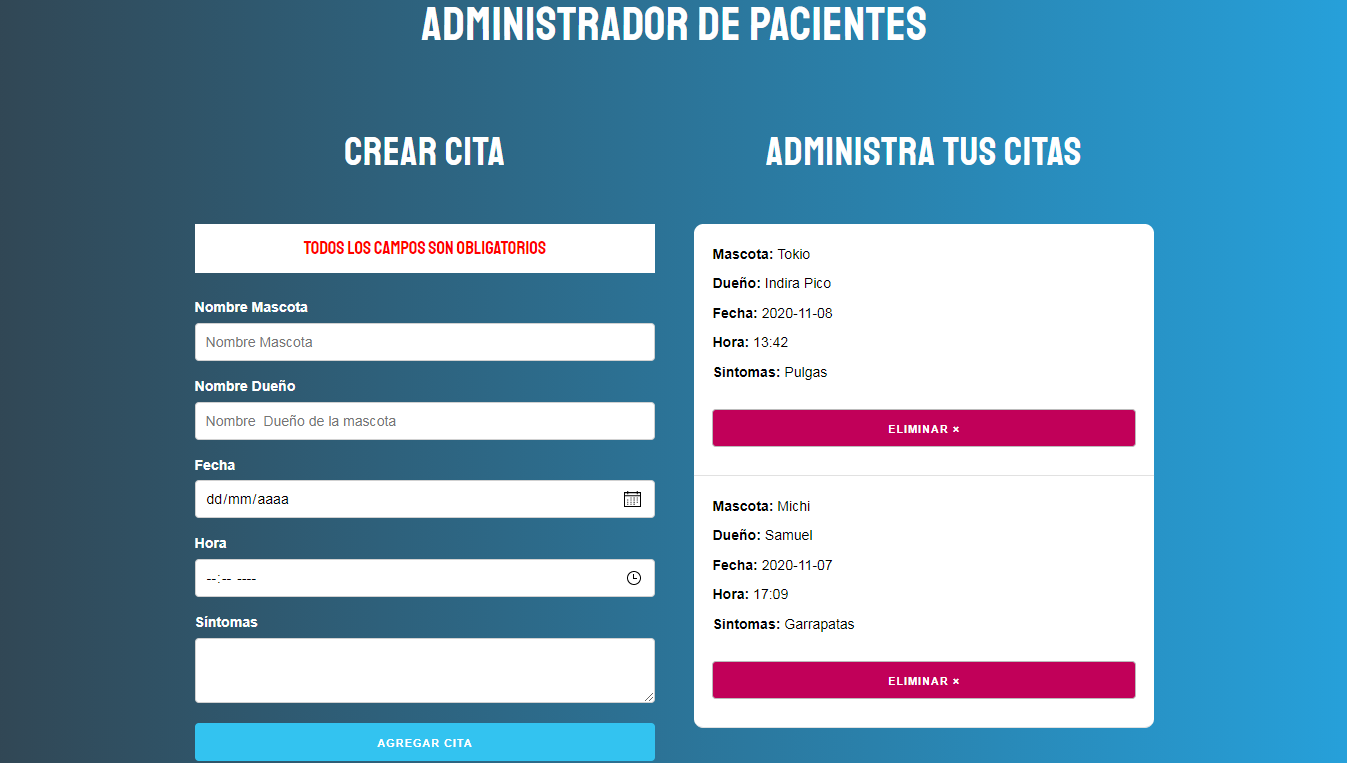 ADMINISTRADOR DE PACIENTES
CREAR CITA
TODOS LOS CAMPOS SON OBLIGATORIOS
Nombre Mascota
Nombre Mascota
Nombre Dueño
Nombre  Dueño de la mascota
Fecha
dd/mm/aaaa
Hora
--:-- ----
Síntomas
AGREGAR CITA
ADMINISTRA TUS CITAS
Mascota: Tokio
Dueño: Indira Pico
Fecha: 2020-11-08
Hora: 13:42
Sintomas: Pulgas
ELIMINAR ×
Mascota: Michi
Dueño: Samuel
Fecha: 2020-11-07
Hora: 17:09
Sintomas: Garrapatas
ELIMINAR ×